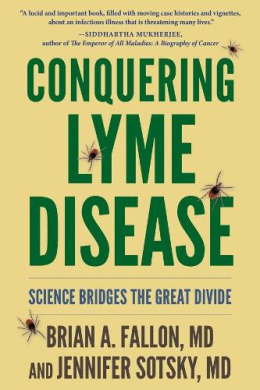 "A lucid and important book, filled with moving case histories and vignettes,
about an infectious illness that is threatening many lives."
—SIDDHARTHA MUKHERJEE,
author of The Emperor of All Maladies: A Biography of Cancer
CONQUERING
LYME
DISEASE
SCIENCE BRIDGES THE GREAT DIVIDE
BRIAN A. FALLON, MD
AND JENNIFER SOTSKY, MD